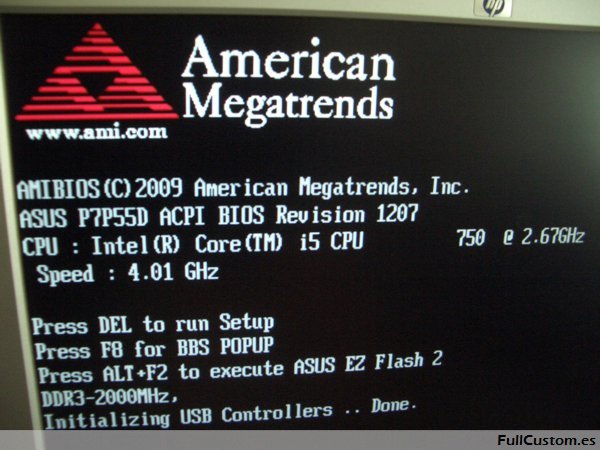 hp
American
Megatrends
www.ami.com
AMIBIOS(C)2009 American Megatrends, Inc.
ASUS P7P55D ACPI BIOS Revision 1207
CPU : Intel(R) Core(TM) i5 CPU 750 @ 2.67GHz
Speed : 4.01 GHz
Press DEL to run Setup
Press F8 for BBS POPUP
Press ALT+F2 to execute ASUS EZ Flash 2
DDR3-2000MHz,
Initializing USB Controllers .. Done.
FullCustom.es